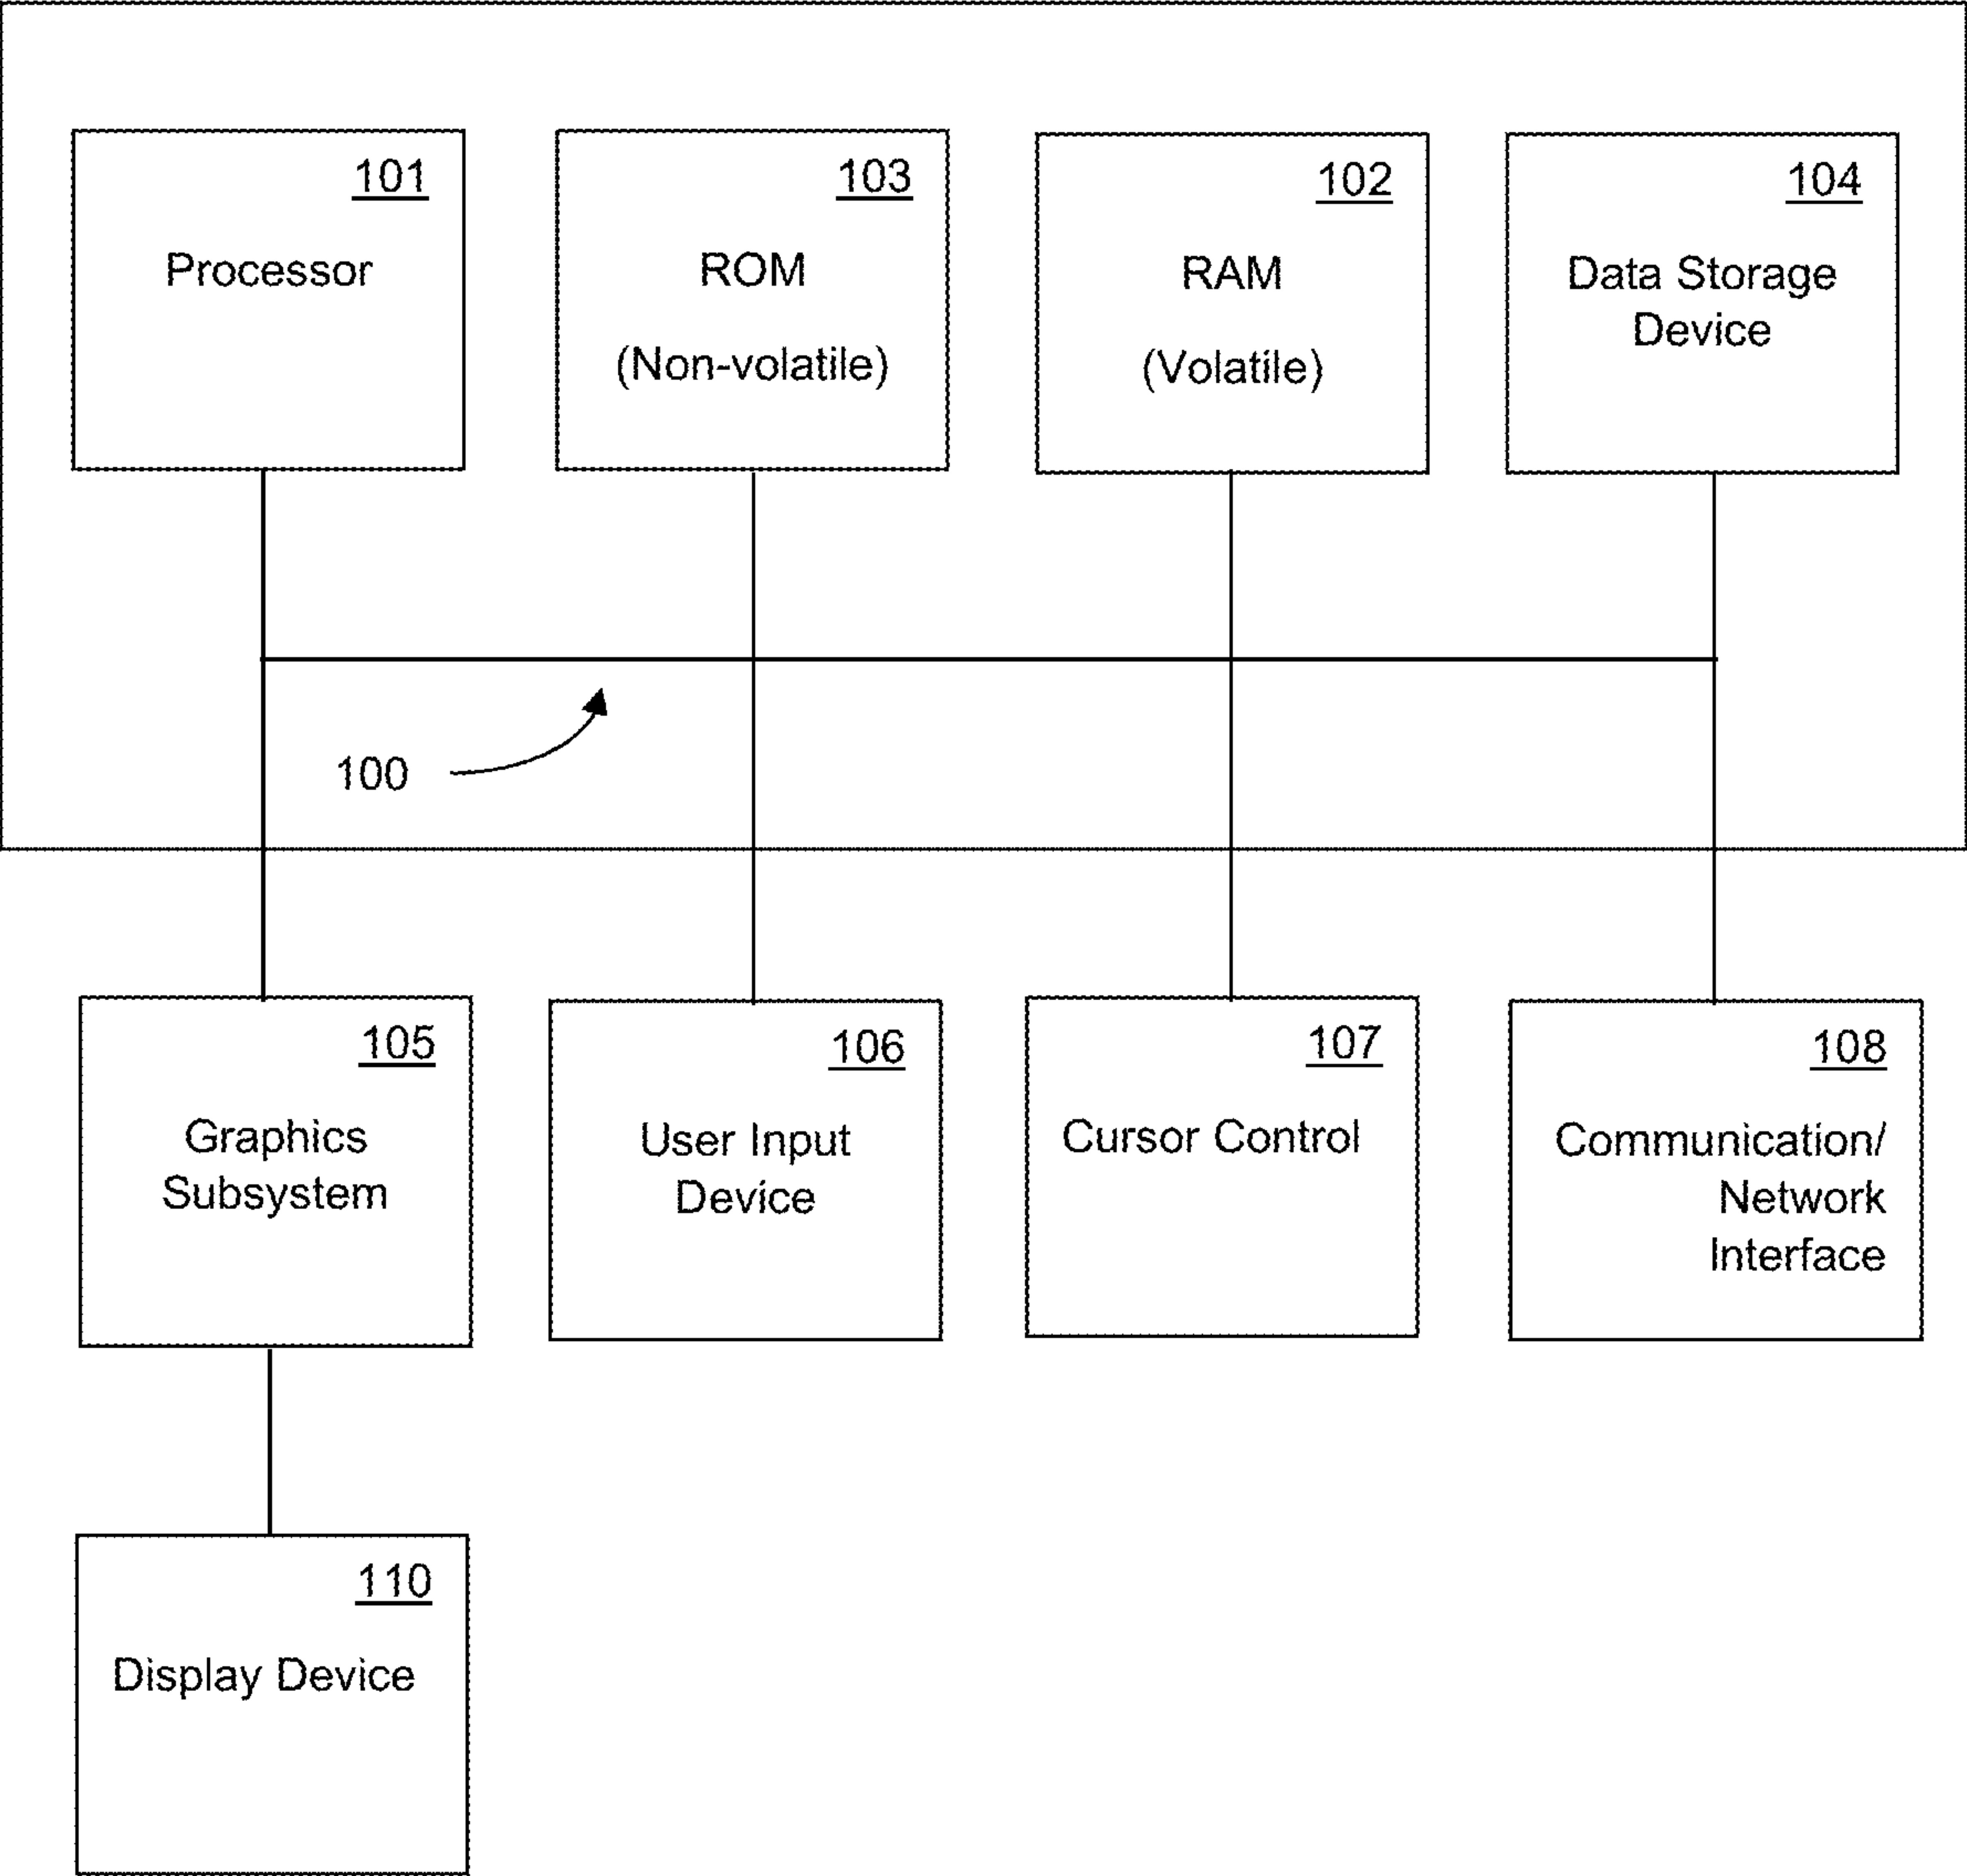 101
Processor
103
ROM
(Non-volatile)
102
RAM
(Volatile)
104
Data Storage
Device
100
105
Graphics
Subsystem
106
User Input
Device
107
Cursor Control
108
Communication/
Network
Interface
110
Display Device